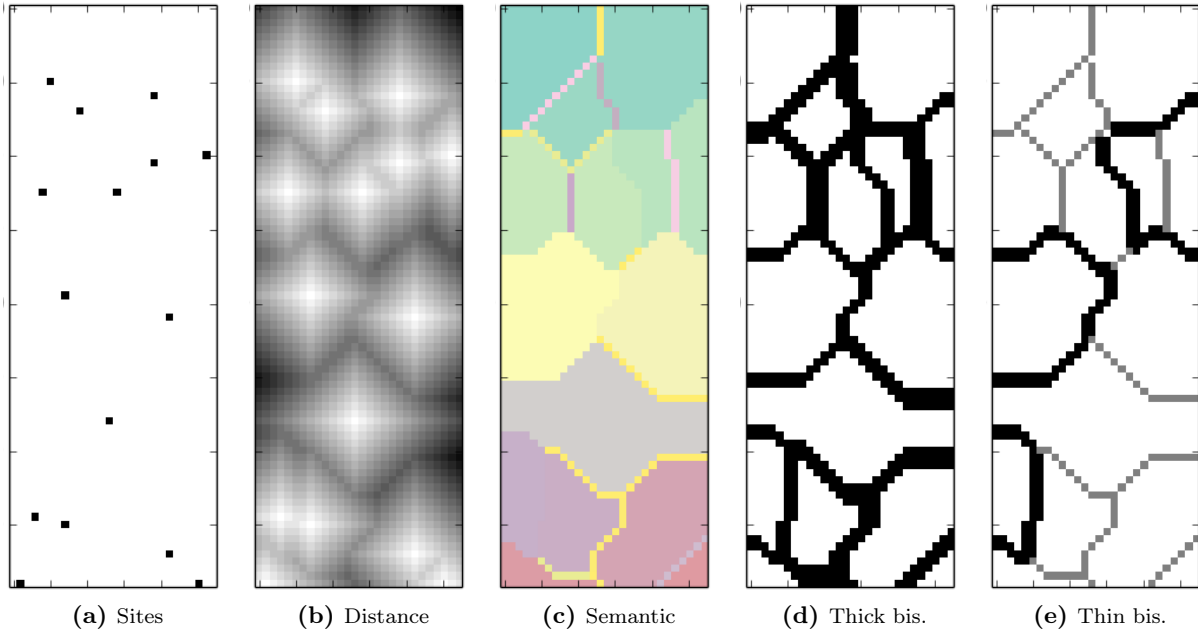 (a) Sites
(b) Distance
(c) Semantic
(d) Thick bis.
(e) Thin bis.